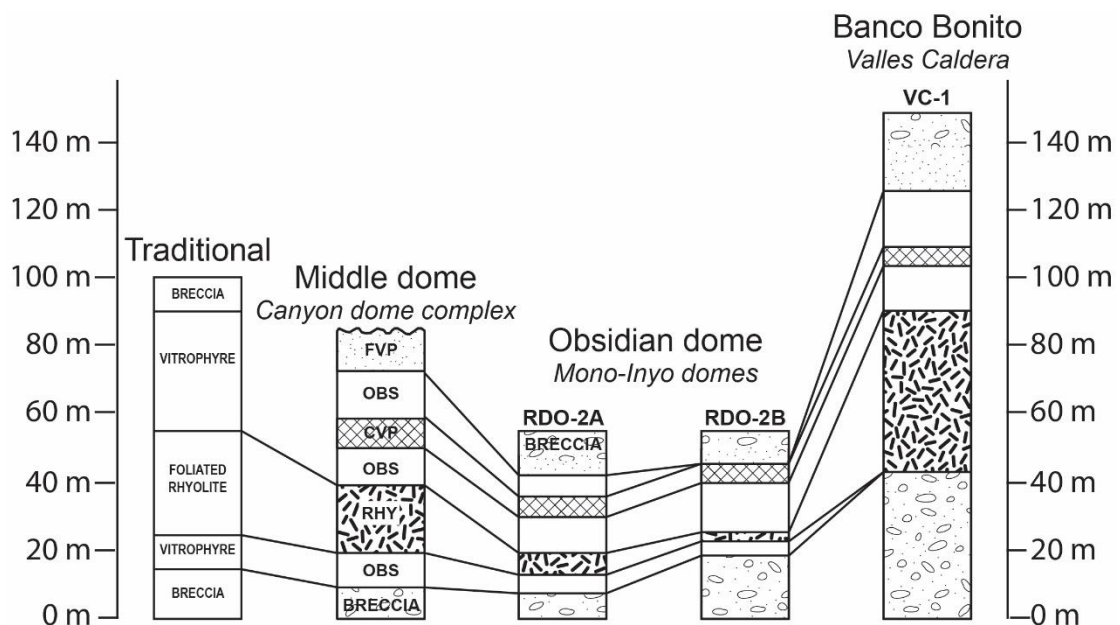 Banco Bonito
Valles Caldera
VC-1
140 m
120 m
100 m
80 m
60 m
40 m
20 m
0 m
Traditional
BRECCIA
VITROPHYRE
FOLIATED
RHYOLITE
VITROPHYRE
BRECCIA
Middle dome
Canyon dome complex
FVP
OBS
CVP
OBS
RHY
OBS
BRECCIA
Obsidian dome
Mono-Inyo domes
RDO-2A
BRECCIA
RDO-2B
140 m
120 m
100 m
80 m
60 m
40 m
20 m
0 m